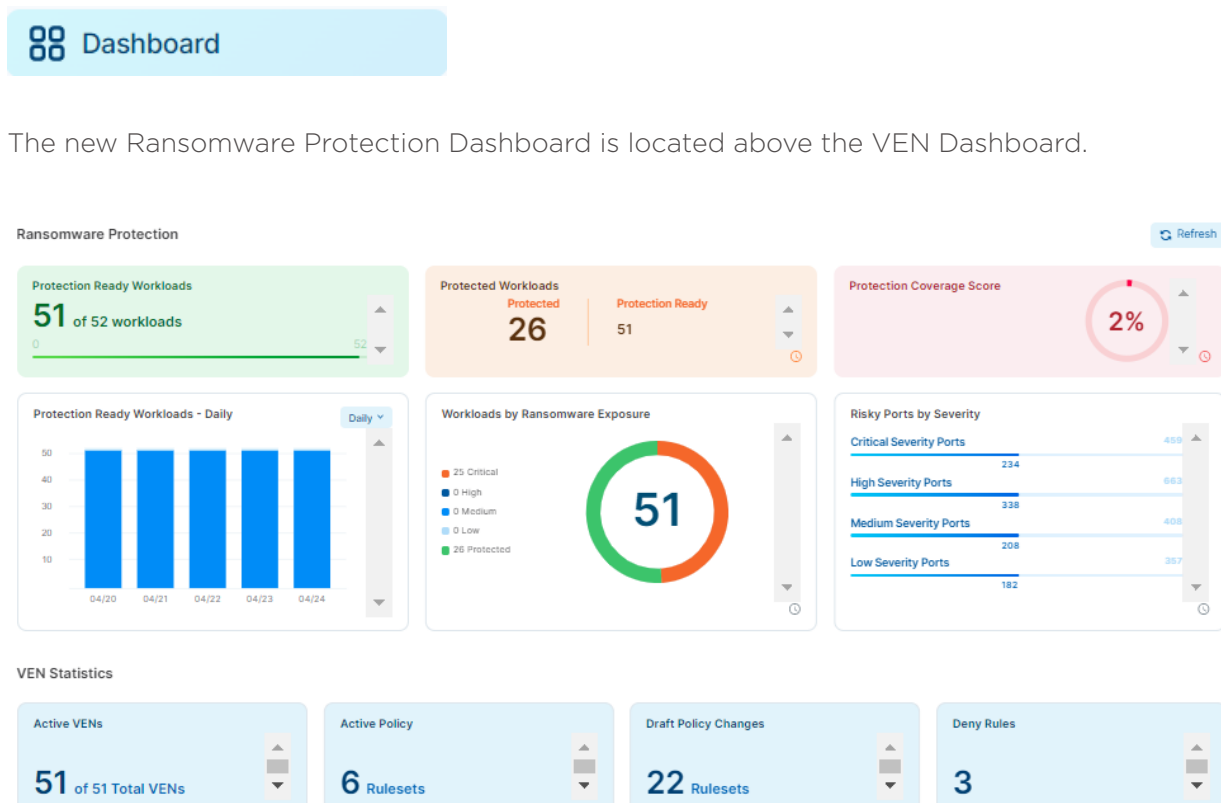 Dashboard
The new Ransomware Protection Dashboard is located above the VEN Dashboard.
Ransomware Protection
Refresh
Protection Ready Workloads
51 of 52 workloads
0 52
Protected Workloads
Protected Protection Ready
26 51
Protection Coverage Score
2%
Protection Ready Workloads - Daily
Daily
50
40
30
20
10
04/20 04/21 04/22 04/23 04/24
Workloads by Ransomware Exposure
25 Critical
0 High
0 Medium
0 Low
26 Protected
51
Risky Ports by Severity
Critical Severity Ports 459
234
High Severity Ports 663
338
Medium Severity Ports 408
208
Low Severity Ports 357
182
VEN Statistics
Active VENs
51 of 51 Total VENs
Active Policy
6 Rulesets
Draft Policy Changes
22 Rulesets
Deny Rules
3